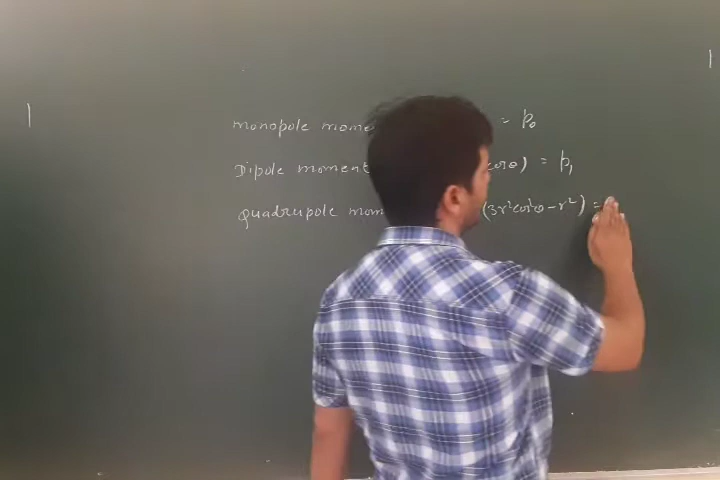 monopole mome = p₀
Dipole moment cosθ) = p₁
Quadrupole mom (3r²cos²θ - r²) =